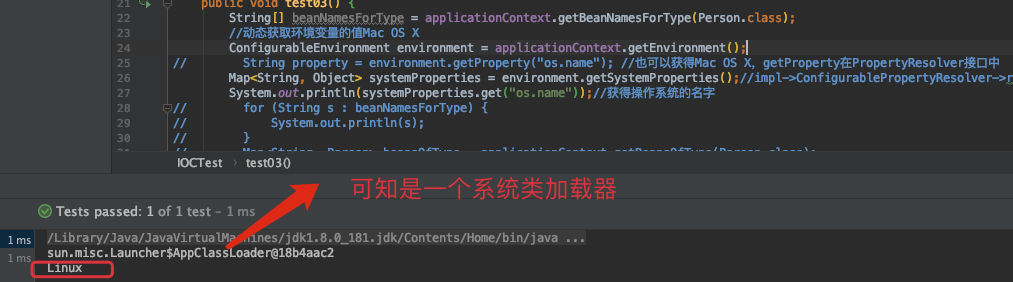 21 public void test03() {
22 String[] beanNamesForType = applicationContext.getBeanNamesForType(Person.class);
23 //动态获取环境变量的值Mac OS X
24 ConfigurableEnvironment environment = applicationContext.getEnvironment();
25 // String property = environment.getProperty("os.name"); //也可以获得Mac OS X，getProperty在PropertyResolver接口中
26 Map<String, Object> systemProperties = environment.getSystemProperties();//impl->ConfigurablePropertyResolver->
27 System.out.println(systemProperties.get("os.name"));//获得操作系统的名字
28 // for (String s : beanNamesForType) {
29 // System.out.println(s);
30 // }
IOCTest › test03()
可知是一个系统类加载器
Tests passed: 1 of 1 test – 1 ms
1 ms /Library/Java/JavaVirtualMachines/jdk1.8.0_181.jdk/Contents/Home/bin/java ...
1 ms sun.misc.Launcher$AppClassLoader@18b4aac2
Linux